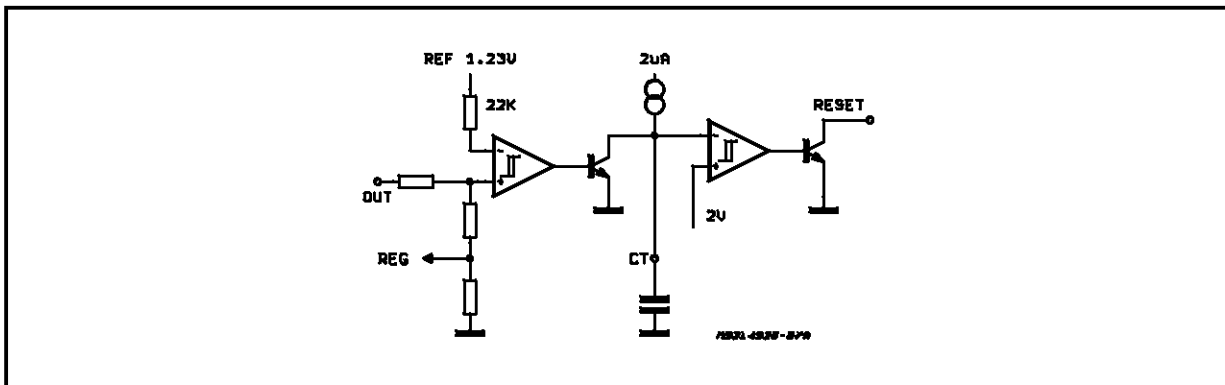 REF 1.23V
2uA
22K
RESET
OUT
2V
REG
CT